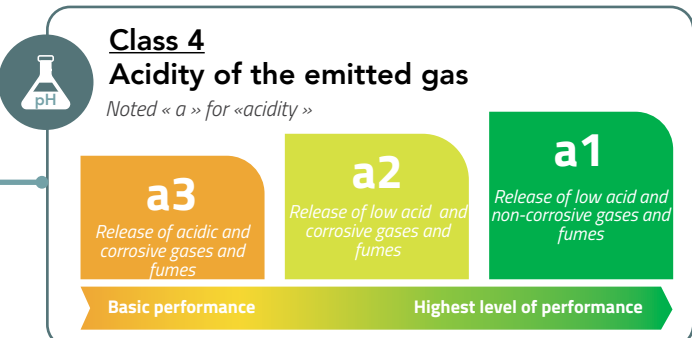 pH
Class 4
Acidity of the emitted gas
Noted « a » for «acidity »
a3
Release of acidic and
corrosive gases and
fumes
a2
Release of low acid and
corrosive gases and
fumes
a1
Release of low acid and
non-corrosive gases and
fumes
Basic performance
Highest level of performance